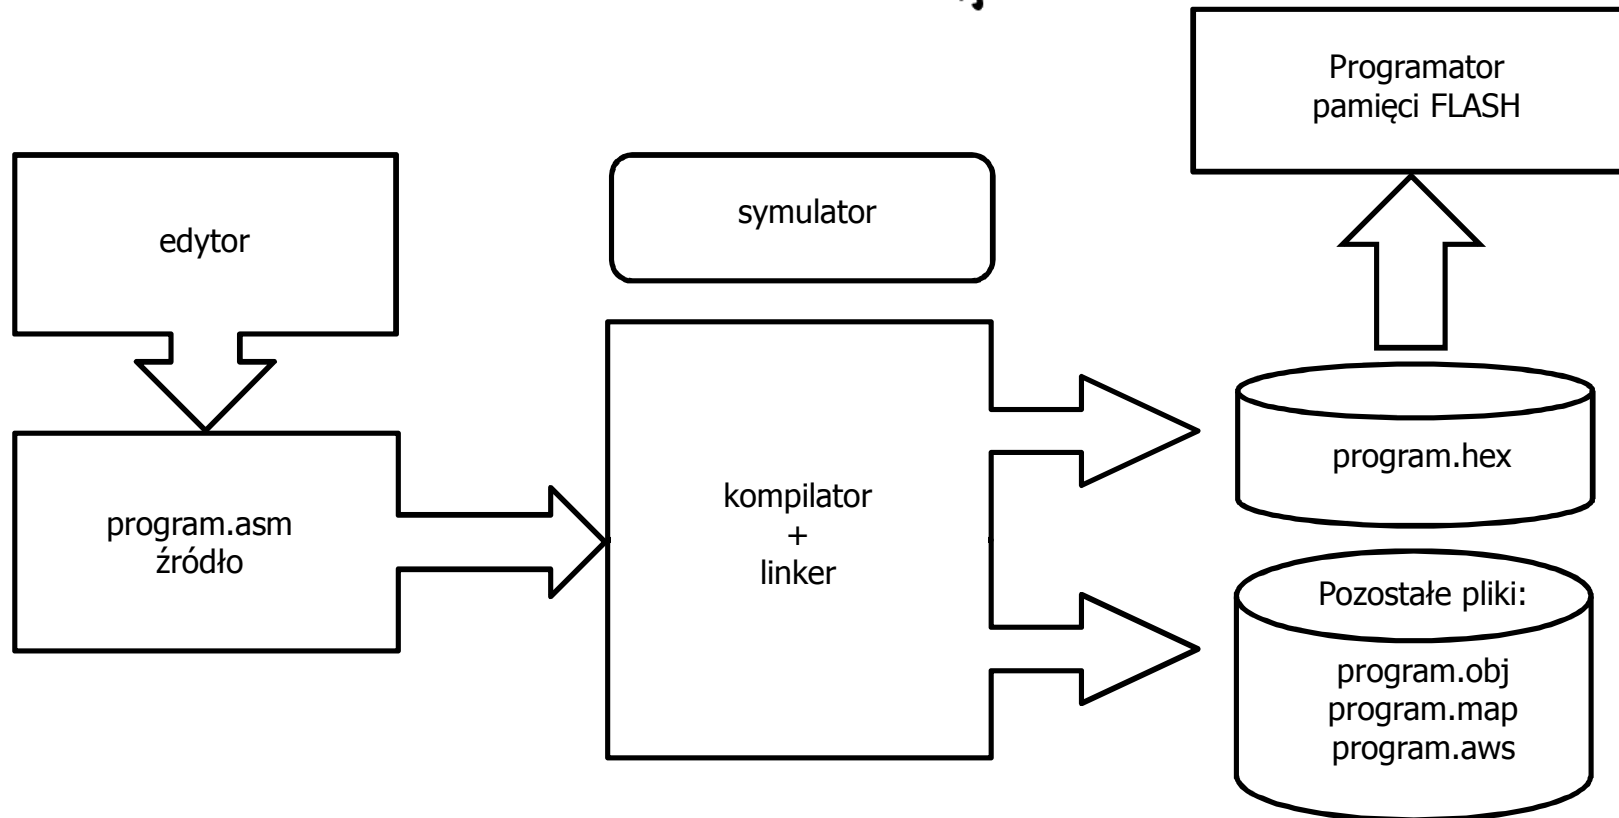 Programator
pamięci FLASH
edytor
symulator
program.asm
źródło
kompilator
+
linker
program.hex
Pozostałe pliki:
program.obj
program.map
program.aws